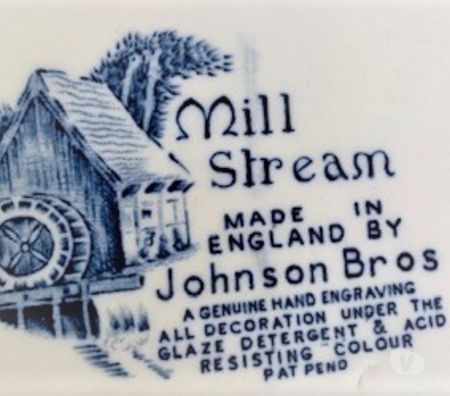 Mill
Stream
MADE IN
ENGLAND BY
Johnson Bros
A GENUINE HAND ENGRAVING
ALL DECORATION UNDER THE
GLAZE DETERGENT & ACID
RESISTING COLOUR
PAT PEND
V